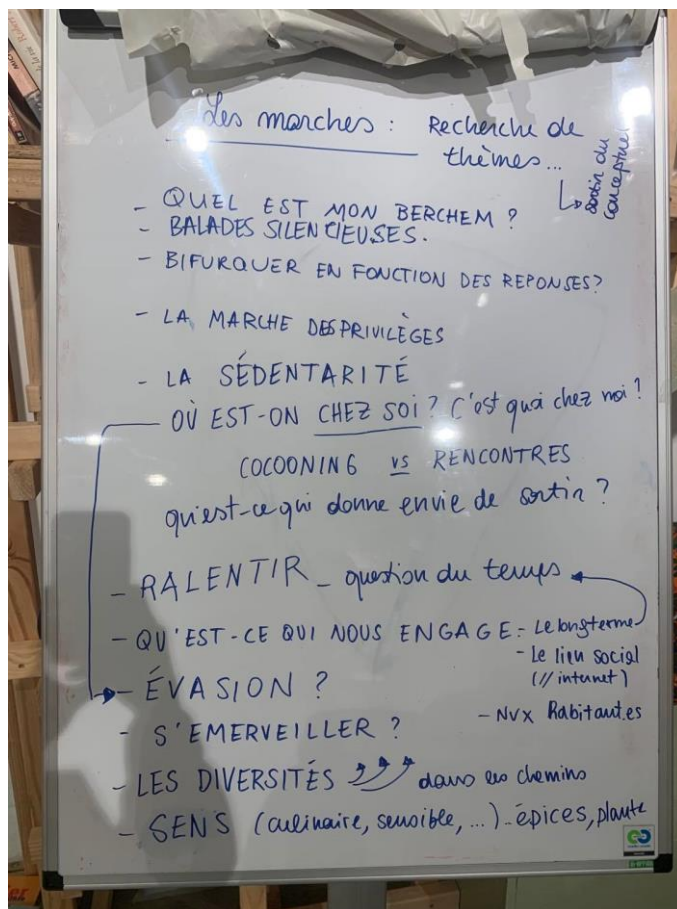 Les marches : Recherche de
thèmes...
sortir du
conceptuel
- QUEL EST MON BERCHEM ?
- BALADES SILENCIEUSES.
- BIFURQUER EN FONCTION DES REPONSES?
- LA MARCHE DES PRIVILÈGES
- LA SÉDENTARITÉ
OÙ EST-ON CHEZ SOI ? C'est quoi chez moi ?
COCOONING vs RENCONTRES
qu'est-ce qui donne envie de sortir ?
- RALENTIR - question du temps
- QU'EST-CE QUI NOUS ENGAGE : - Le long terme
- Le lien social
(// internet)
- ÉVASION ?
- NVX Habitant.es
- S'EMERVEILLER ?
- LES DIVERSITÉS dans les chemins
- SENS (culinaire, sensible, ...) - épices, plante